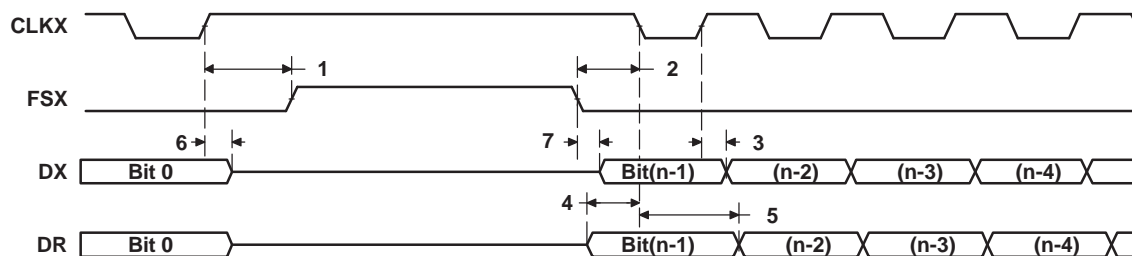 CLKX
1 2
FSX
6 7 3
DX Bit 0 Bit(n-1) (n-2) (n-3) (n-4)
4 5
DR Bit 0 Bit(n-1) (n-2) (n-3) (n-4)